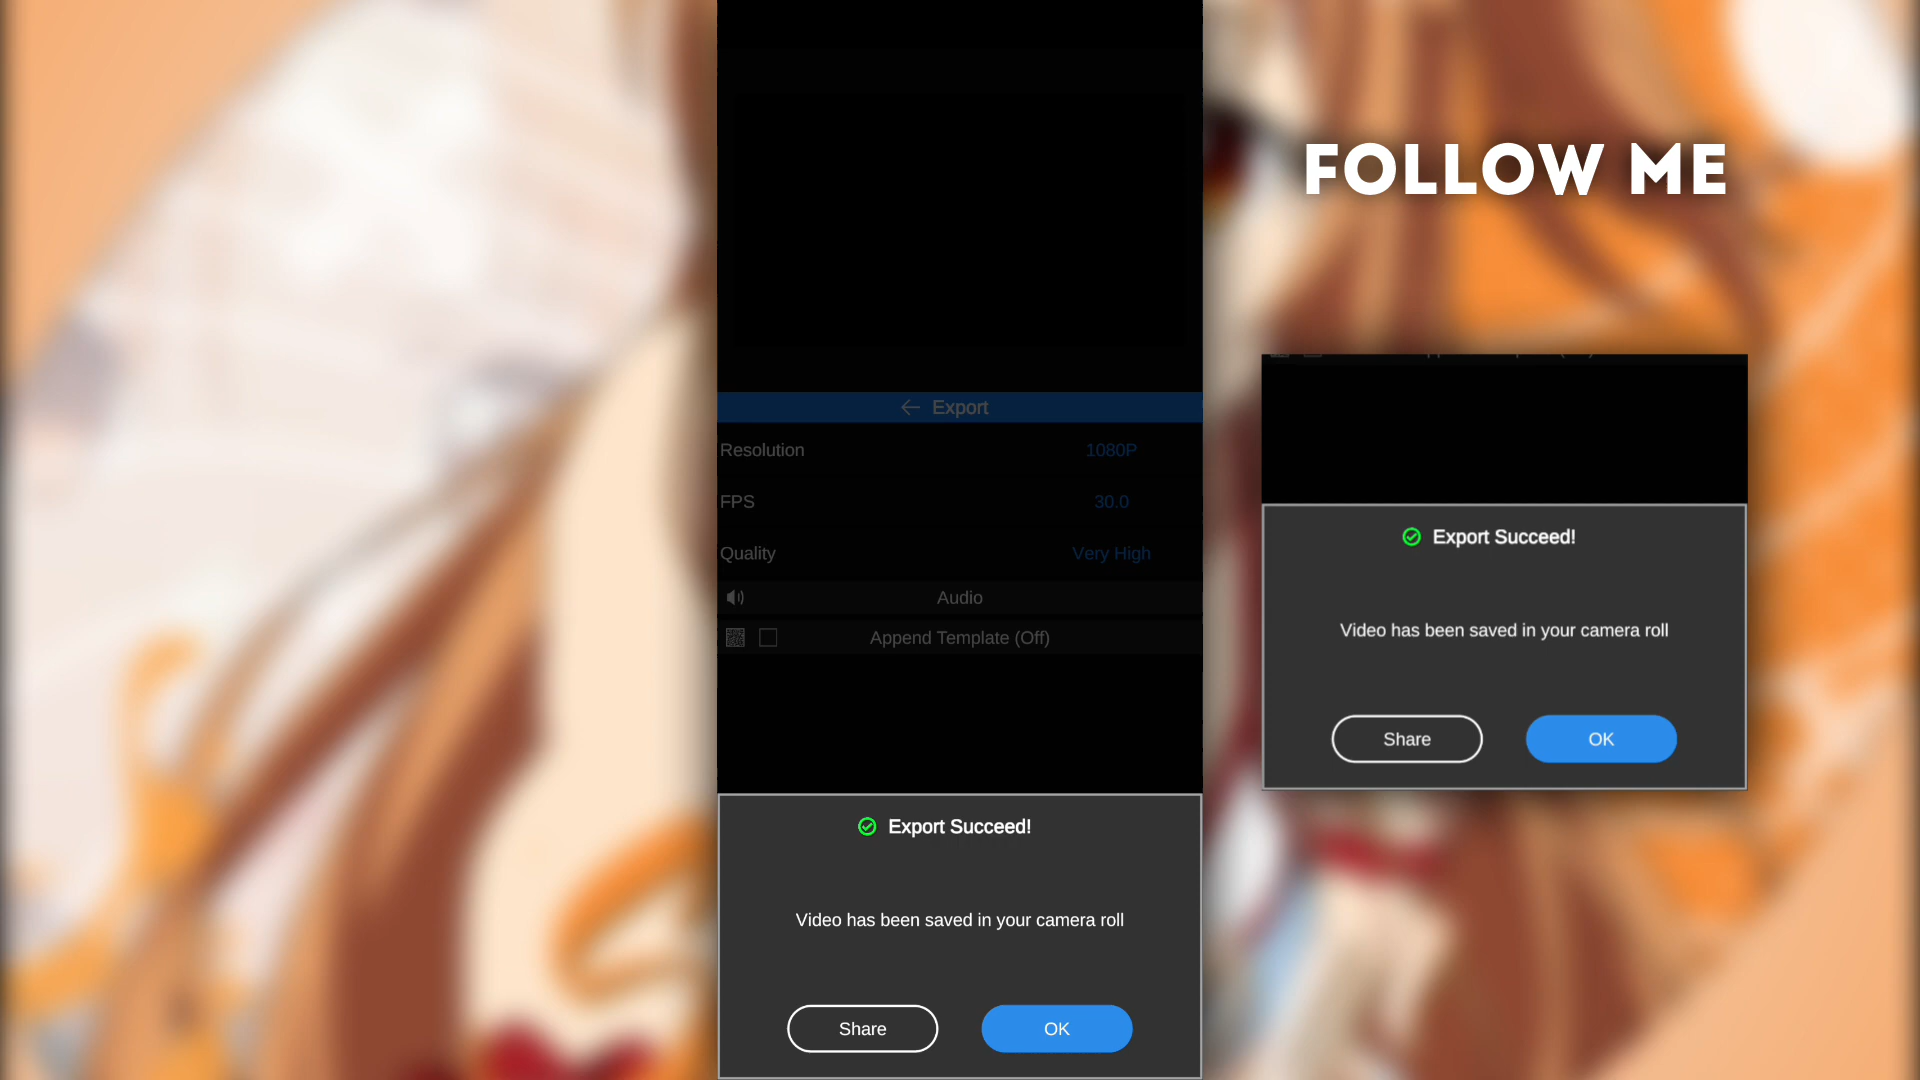 Export
Resolution 1080P
FPS 30.0
Quality Very High
Audio
Append Template (Off)
Export Succeed!
Video has been saved in your camera roll
Share OK
FOLLOW ME
Export Succeed!
Video has been saved in your camera roll
Share OK